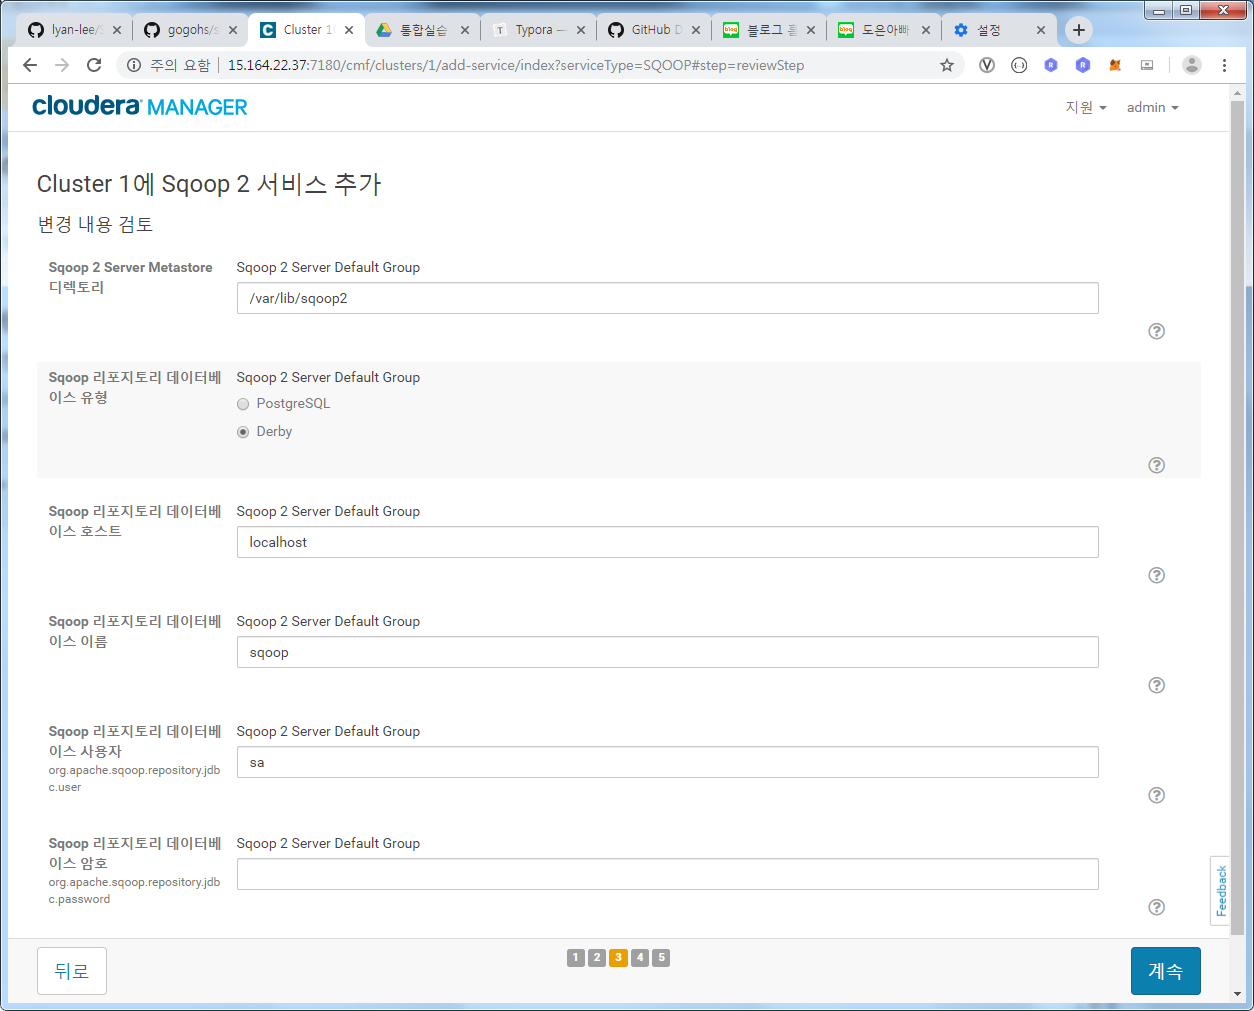 lyan-lee/S
gogohs/s
Cluster 1
통합실습
Typora —
GitHub D
블로그 홈
도은아빠
설정
주의 요함
15.164.22.37:7180/cmf/clusters/1/add-service/index?serviceType=SQOOP#step=reviewStep
cloudera MANAGER
지원
admin
Cluster 1에 Sqoop 2 서비스 추가
변경 내용 검토
Sqoop 2 Server Metastore
디렉토리
Sqoop 2 Server Default Group
/var/lib/sqoop2
Sqoop 리포지토리 데이터베
이스 유형
Sqoop 2 Server Default Group
PostgreSQL
Derby
Sqoop 리포지토리 데이터베
이스 호스트
Sqoop 2 Server Default Group
localhost
Sqoop 리포지토리 데이터베
이스 이름
Sqoop 2 Server Default Group
sqoop
Sqoop 리포지토리 데이터베
이스 사용자
org.apache.sqoop.repository.jdb
c.user
Sqoop 2 Server Default Group
sa
Sqoop 리포지토리 데이터베
이스 암호
org.apache.sqoop.repository.jdb
c.password
Sqoop 2 Server Default Group
Feedback
뒤로
1 2 3 4 5
계속